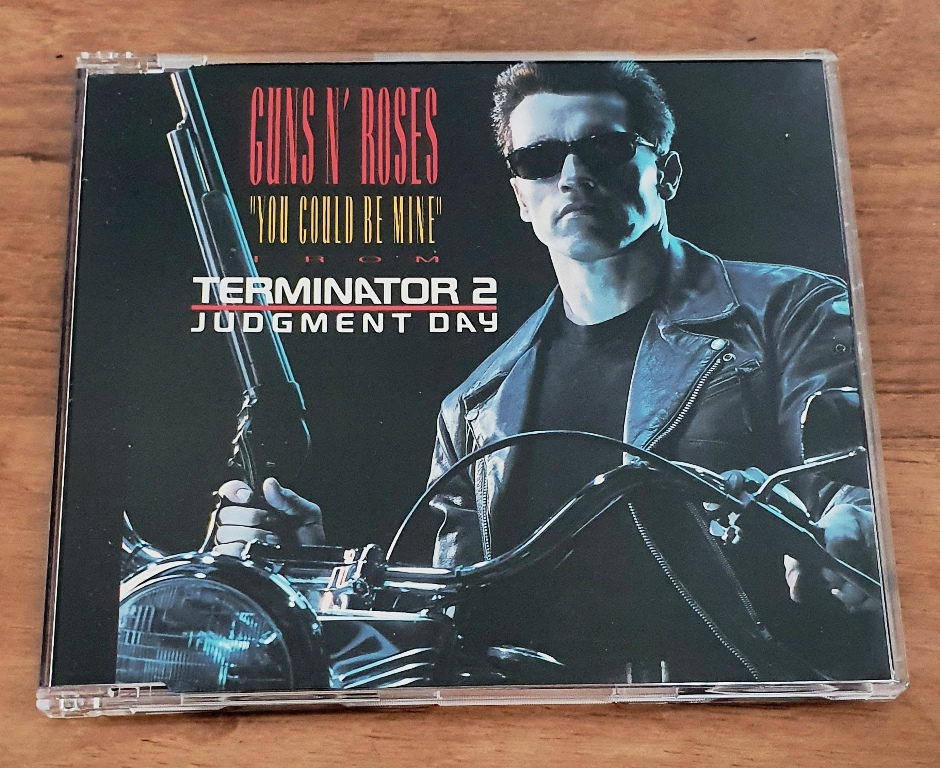 GUNS N' ROSES
"YOU COULD BE MINE"
FROM
TERMINATOR 2
JUDGMENT DAY